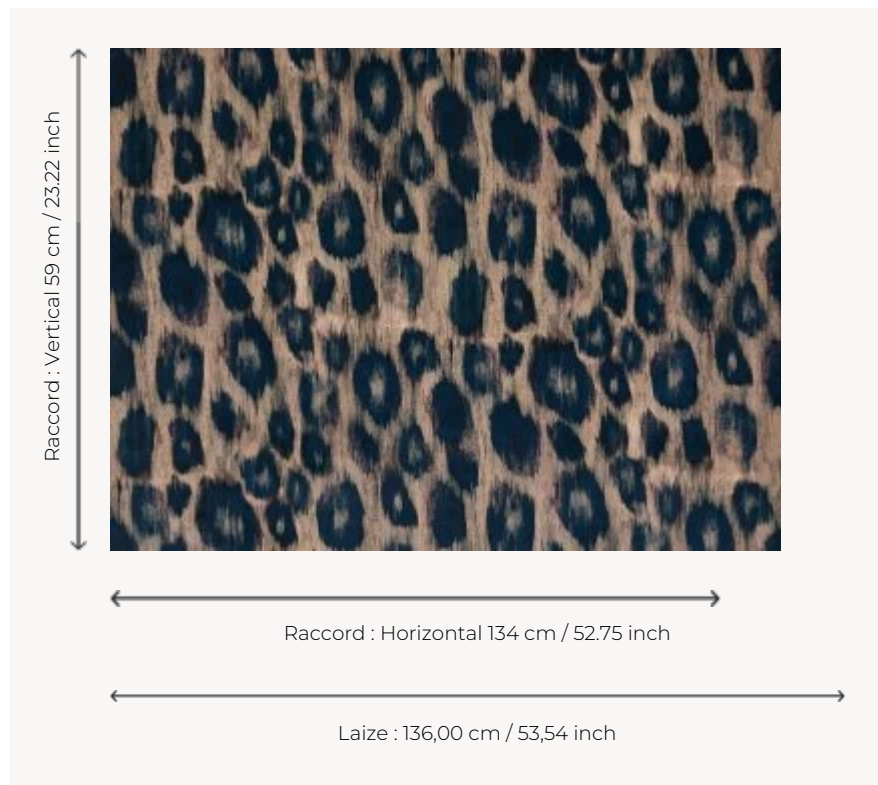 Raccord : Vertical 59 cm / 23.22 inch
Raccord : Horizontal 134 cm / 52.75 inch
Laize : 136,00 cm / 53,54 inch